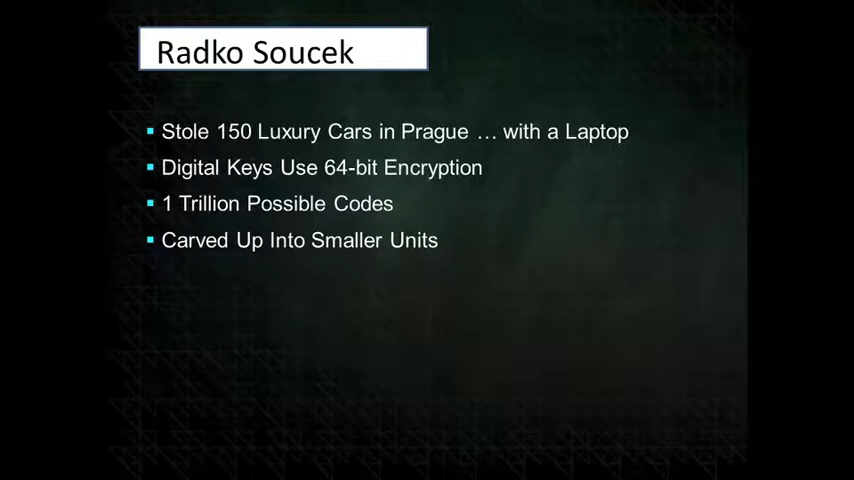 Radko Soucek
▪ Stole 150 Luxury Cars in Prague … with a Laptop
▪ Digital Keys Use 64-bit Encryption
▪ 1 Trillion Possible Codes
▪ Carved Up Into Smaller Units